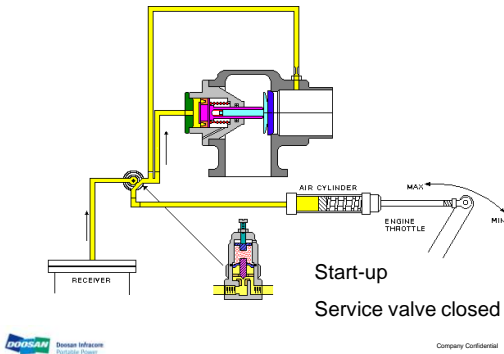 AIR CYLINDER
MAX
MIN
ENGINE
THROTTLE
RECEIVER
Start-up
Service valve closed
DOOSAN Doosan Infracore
Portable Power
Company Confidential